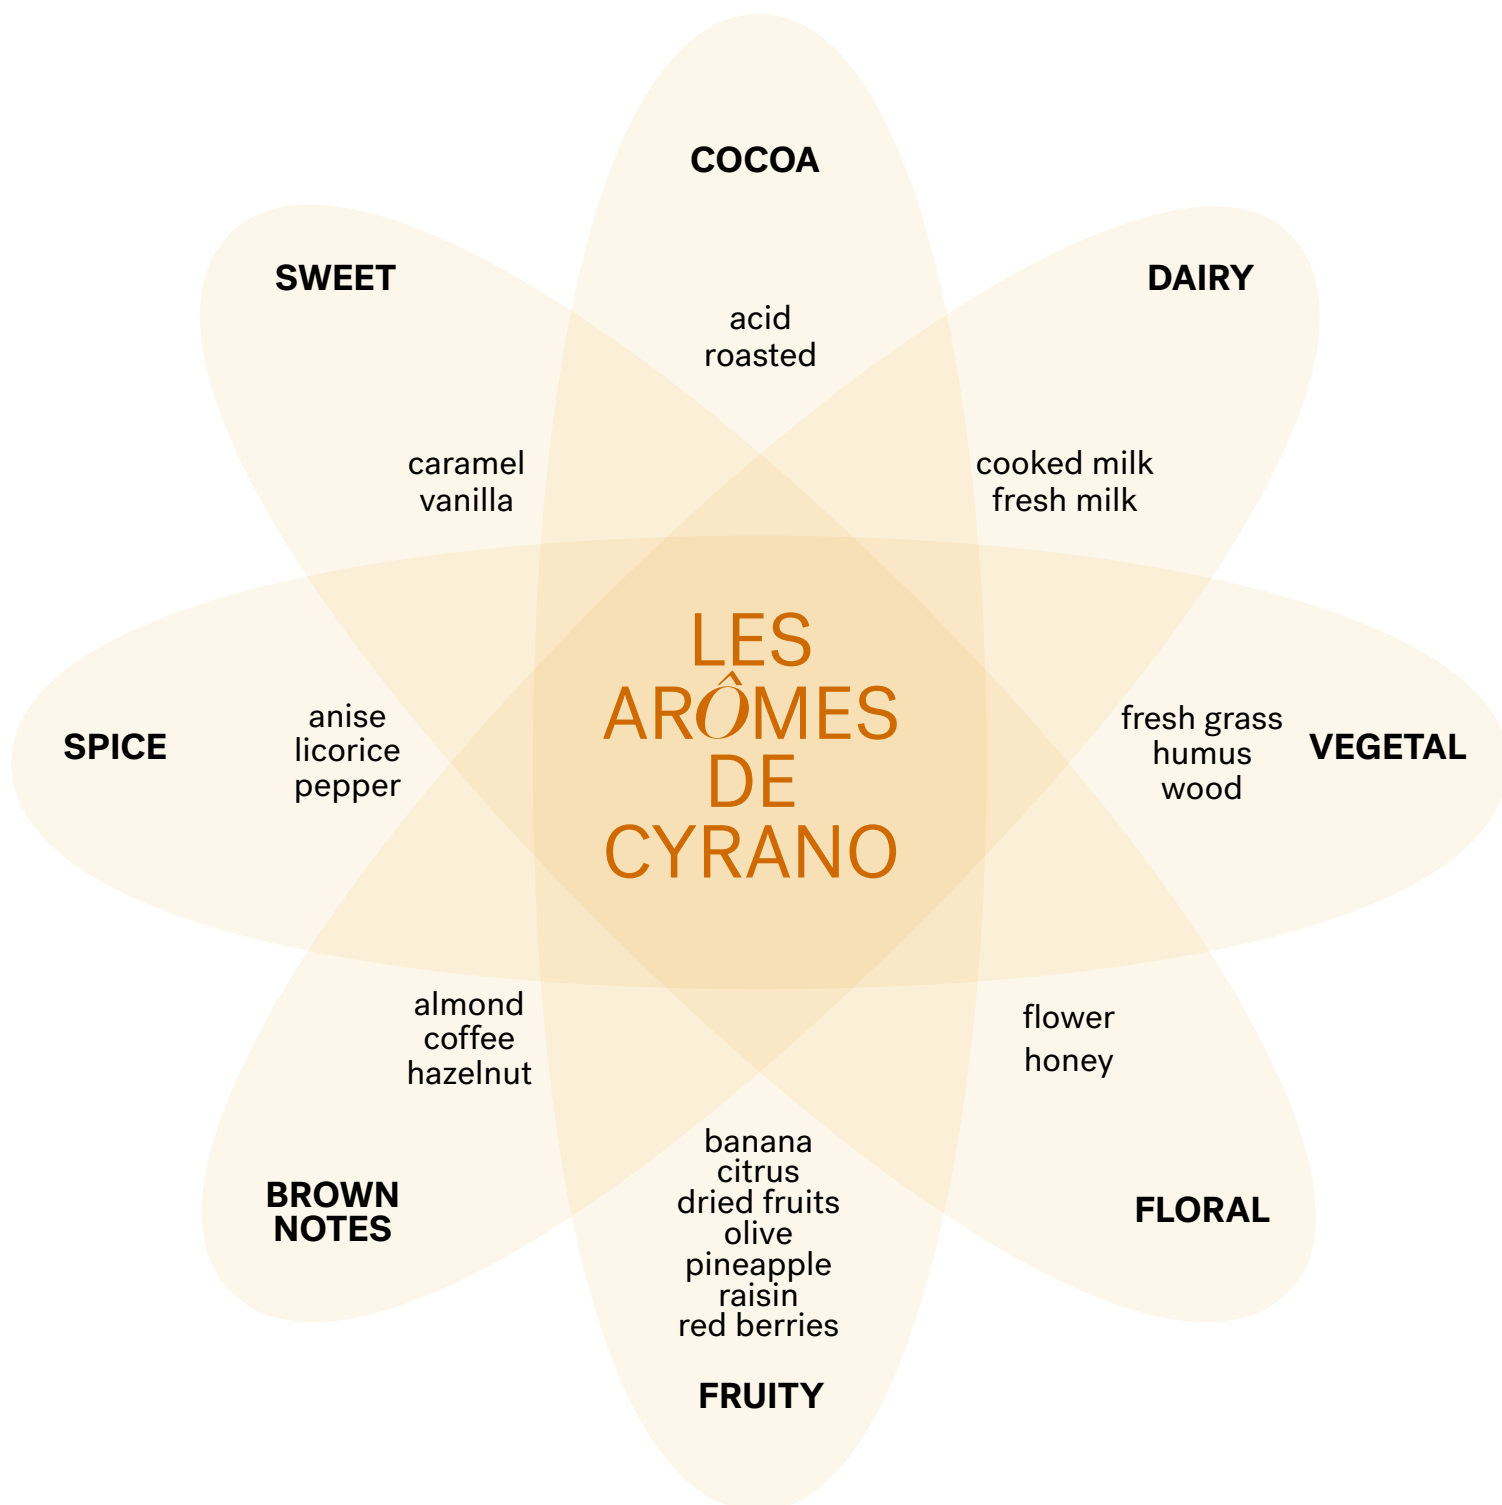 COCOA
acid
roasted
SWEET
caramel
vanilla
DAIRY
cooked milk
fresh milk
SPICE
anise
licorice
pepper
LES
ARÔMES
DE
CYRANO
fresh grass
humus
wood
VEGETAL
almond
coffee
hazelnut
BROWN
NOTES
flower
honey
FLORAL
banana
citrus
dried fruits
olive
pineapple
raisin
red berries
FRUITY